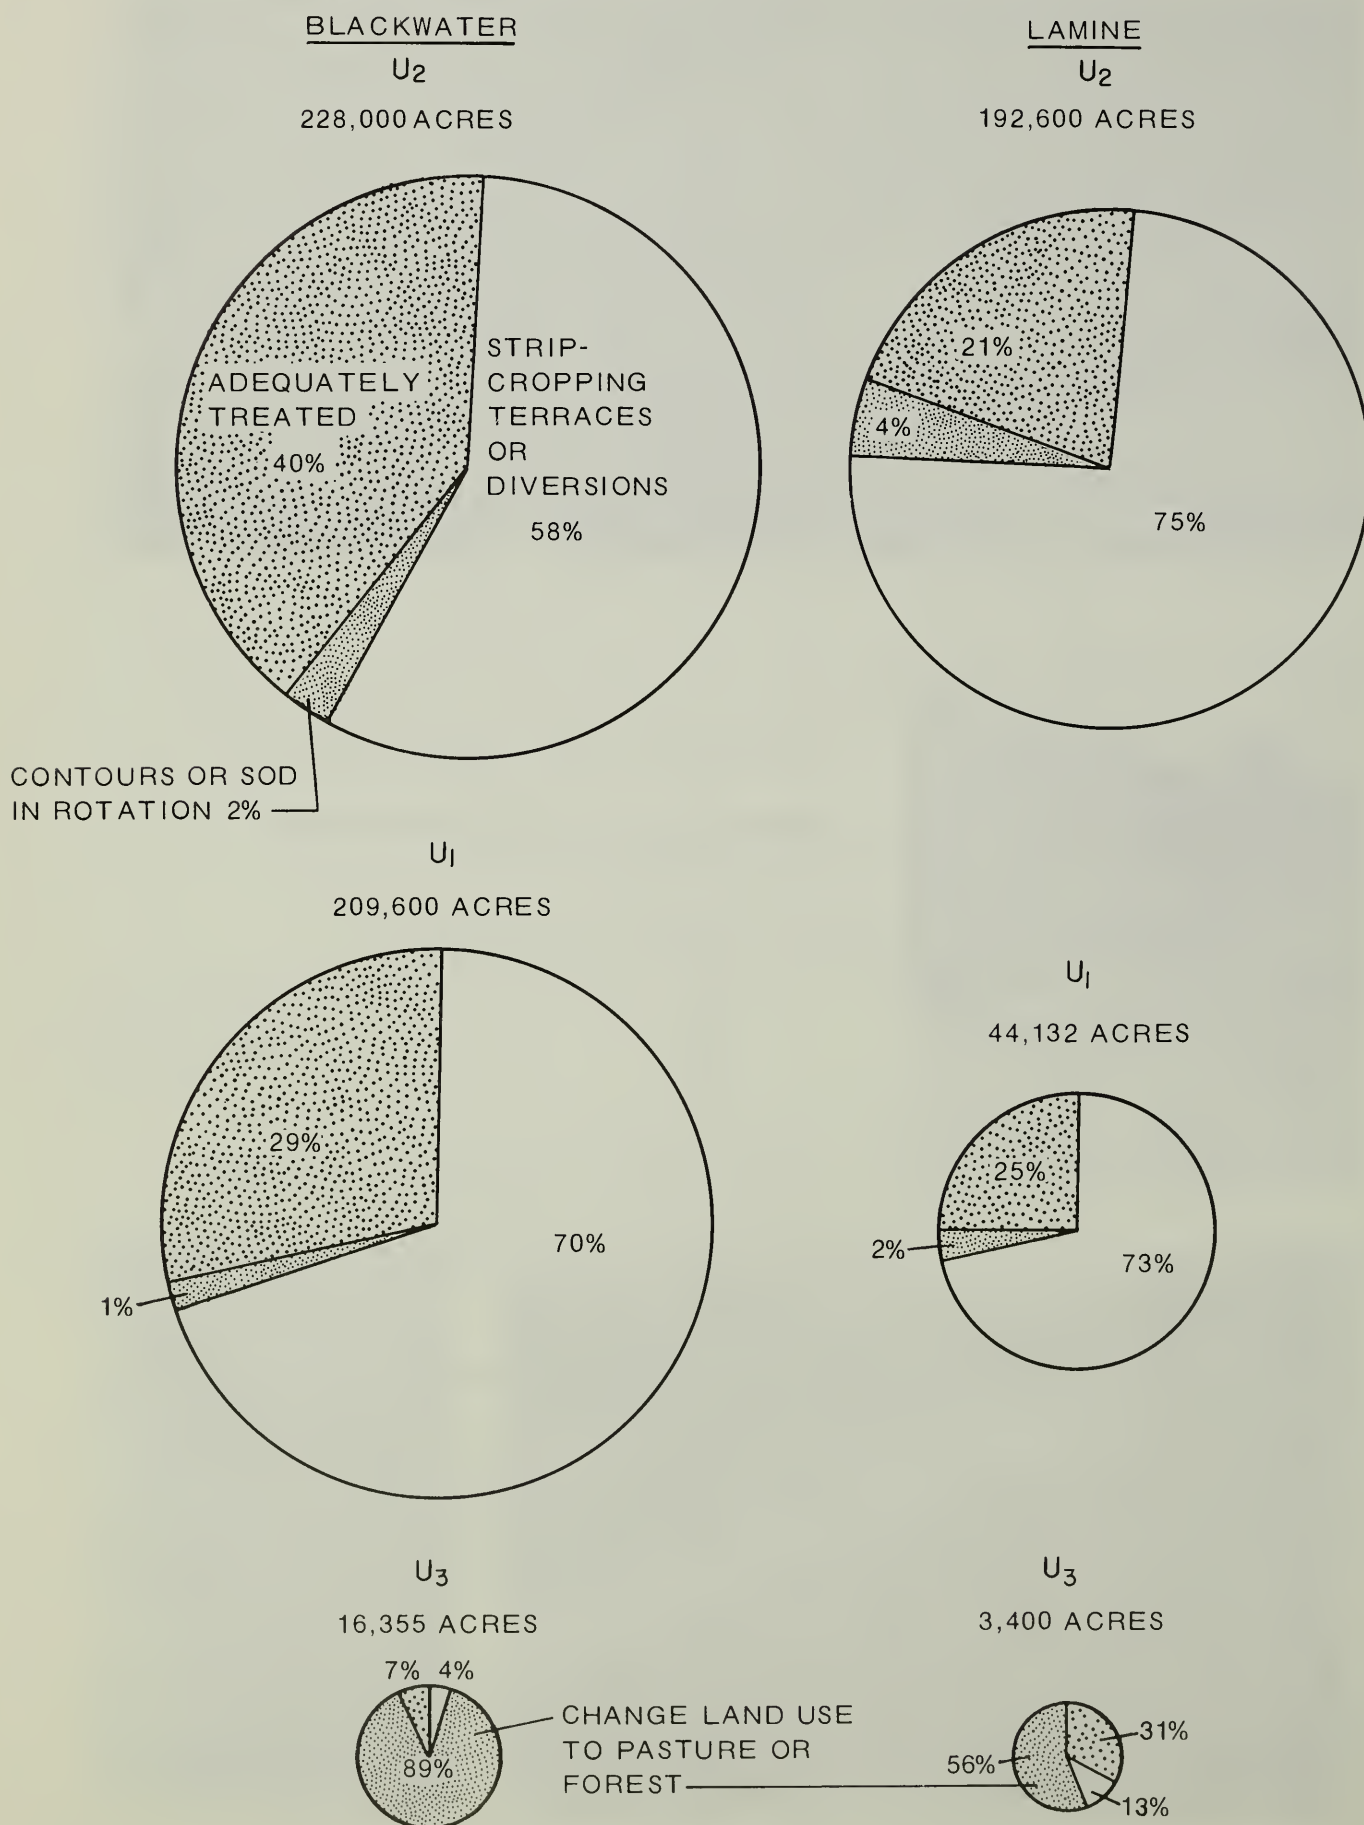 BLACKWATER
U2
228,000 ACRES
ADEQUATELY
TREATED
40%
STRIP-
CROPPING
TERRACES
OR
DIVERSIONS
58%
CONTOURS OR SOD
IN ROTATION 2%
LAMINE
U2
192,600 ACRES
21%
4%
75%
U1
209,600 ACRES
29%
70%
1%
U1
44,132 ACRES
25%
2%
73%
U3
16,355 ACRES
7% 4%
89%
CHANGE LAND USE
TO PASTURE OR
FOREST
U3
3,400 ACRES
31%
56%
13%